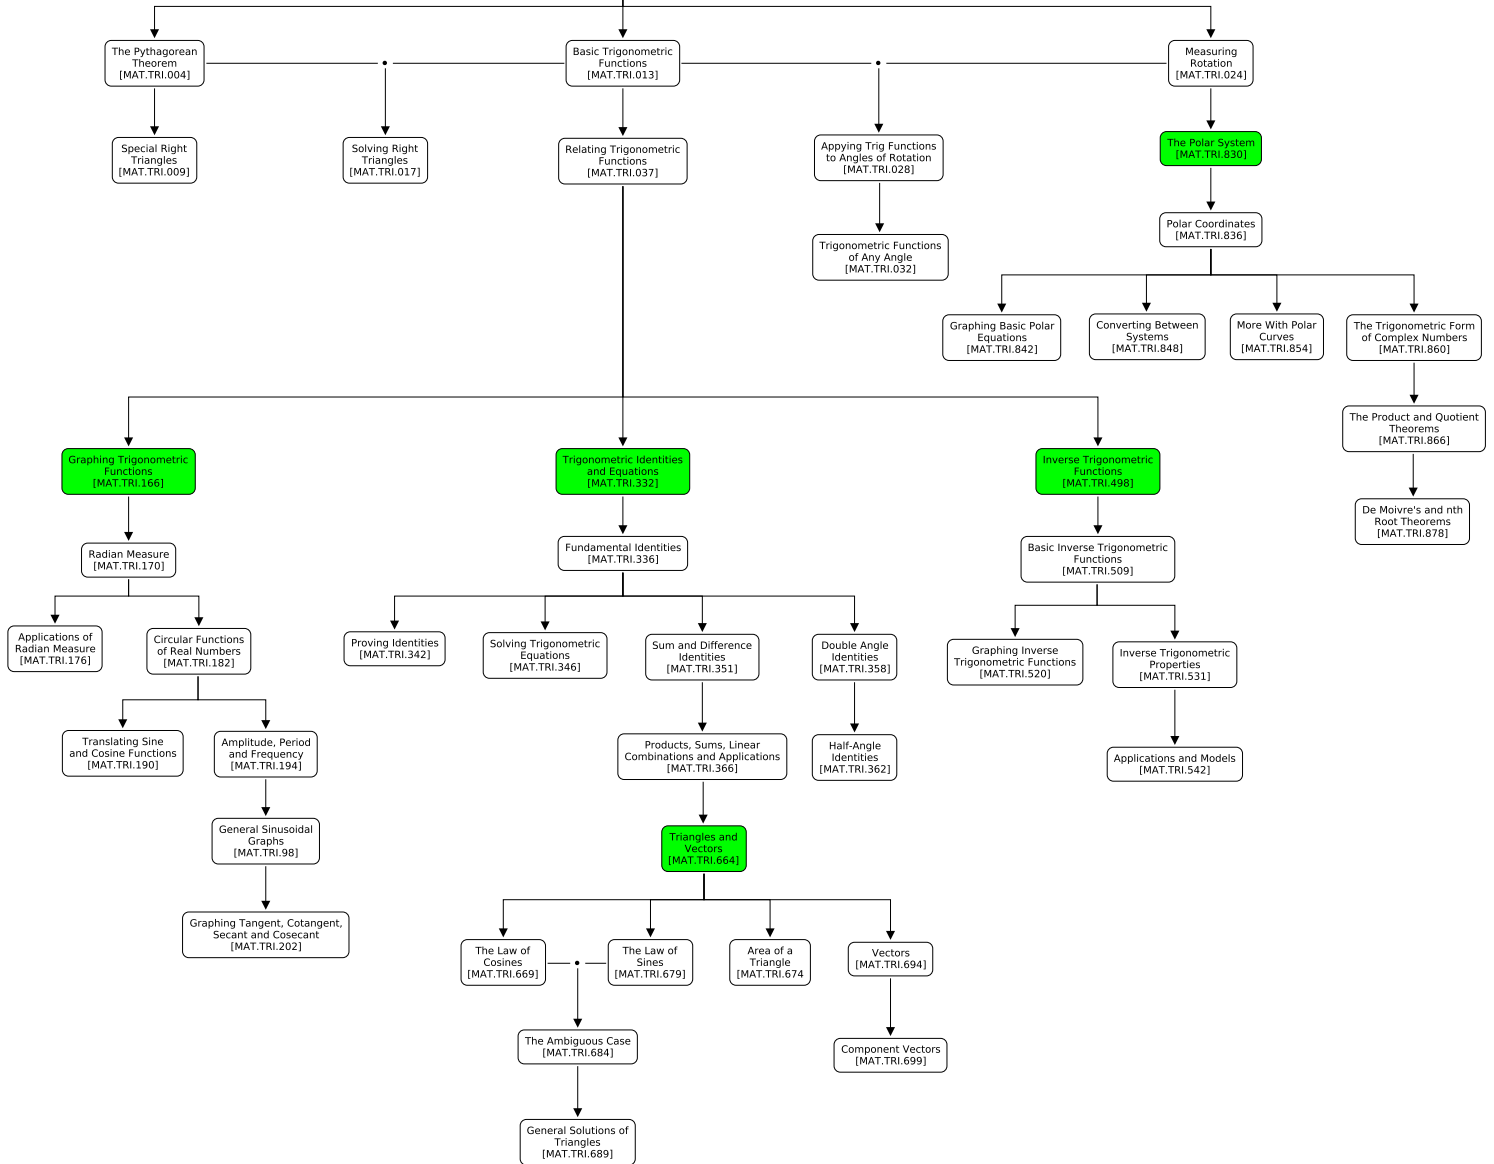 The Pythagorean
Theorem
[MAT.TRI.004]
Basic Trigonometric
Functions
[MAT.TRI.013]
Measuring
Rotation
[MAT.TRI.024]
Special Right
Triangles
[MAT.TRI.009]
Solving Right
Triangles
[MAT.TRI.017]
Relating Trigonometric
Functions
[MAT.TRI.037]
Appying Trig Functions
to Angles of Rotation
[MAT.TRI.028]
The Polar System
[MAT.TRI.830]
Polar Coordinates
[MAT.TRI.836]
Trigonometric Functions
of Any Angle
[MAT.TRI.032]
Graphing Basic Polar
Equations
[MAT.TRI.842]
Converting Between
Systems
[MAT.TRI.848]
More With Polar
Curves
[MAT.TRI.854]
The Trigonometric Form
of Complex Numbers
[MAT.TRI.860]
The Product and Quotient
Theorems
[MAT.TRI.866]
De Moivre's and nth
Root Theorems
[MAT.TRI.878]
Graphing Trigonometric
Functions
[MAT.TRI.166]
Trigonometric Identities
and Equations
[MAT.TRI.332]
Inverse Trigonometric
Functions
[MAT.TRI.498]
Radian Measure
[MAT.TRI.170]
Fundamental Identities
[MAT.TRI.336]
Basic Inverse Trigonometric
Functions
[MAT.TRI.509]
Applications of
Radian Measure
[MAT.TRI.176]
Circular Functions
of Real Numbers
[MAT.TRI.182]
Proving Identities
[MAT.TRI.342]
Solving Trigonometric
Equations
[MAT.TRI.346]
Sum and Difference
Identities
[MAT.TRI.351]
Double Angle
Identities
[MAT.TRI.358]
Graphing Inverse
Trigonometric Functions
[MAT.TRI.520]
Inverse Trigonometric
Properties
[MAT.TRI.531]
Translating Sine
and Cosine Functions
[MAT.TRI.190]
Amplitude, Period
and Frequency
[MAT.TRI.194]
Products, Sums, Linear
Combinations and Applications
[MAT.TRI.366]
Half-Angle
Identities
[MAT.TRI.362]
Applications and Models
[MAT.TRI.542]
General Sinusoidal
Graphs
[MAT.TRI.98]
Triangles and
Vectors
[MAT.TRI.664]
Graphing Tangent, Cotangent,
Secant and Cosecant
[MAT.TRI.202]
The Law of
Cosines
[MAT.TRI.669]
The Law of
Sines
[MAT.TRI.679]
Area of a
Triangle
[MAT.TRI.674
Vectors
[MAT.TRI.694]
The Ambiguous Case
[MAT.TRI.684]
Component Vectors
[MAT.TRI.699]
General Solutions of
Triangles
[MAT.TRI.689]